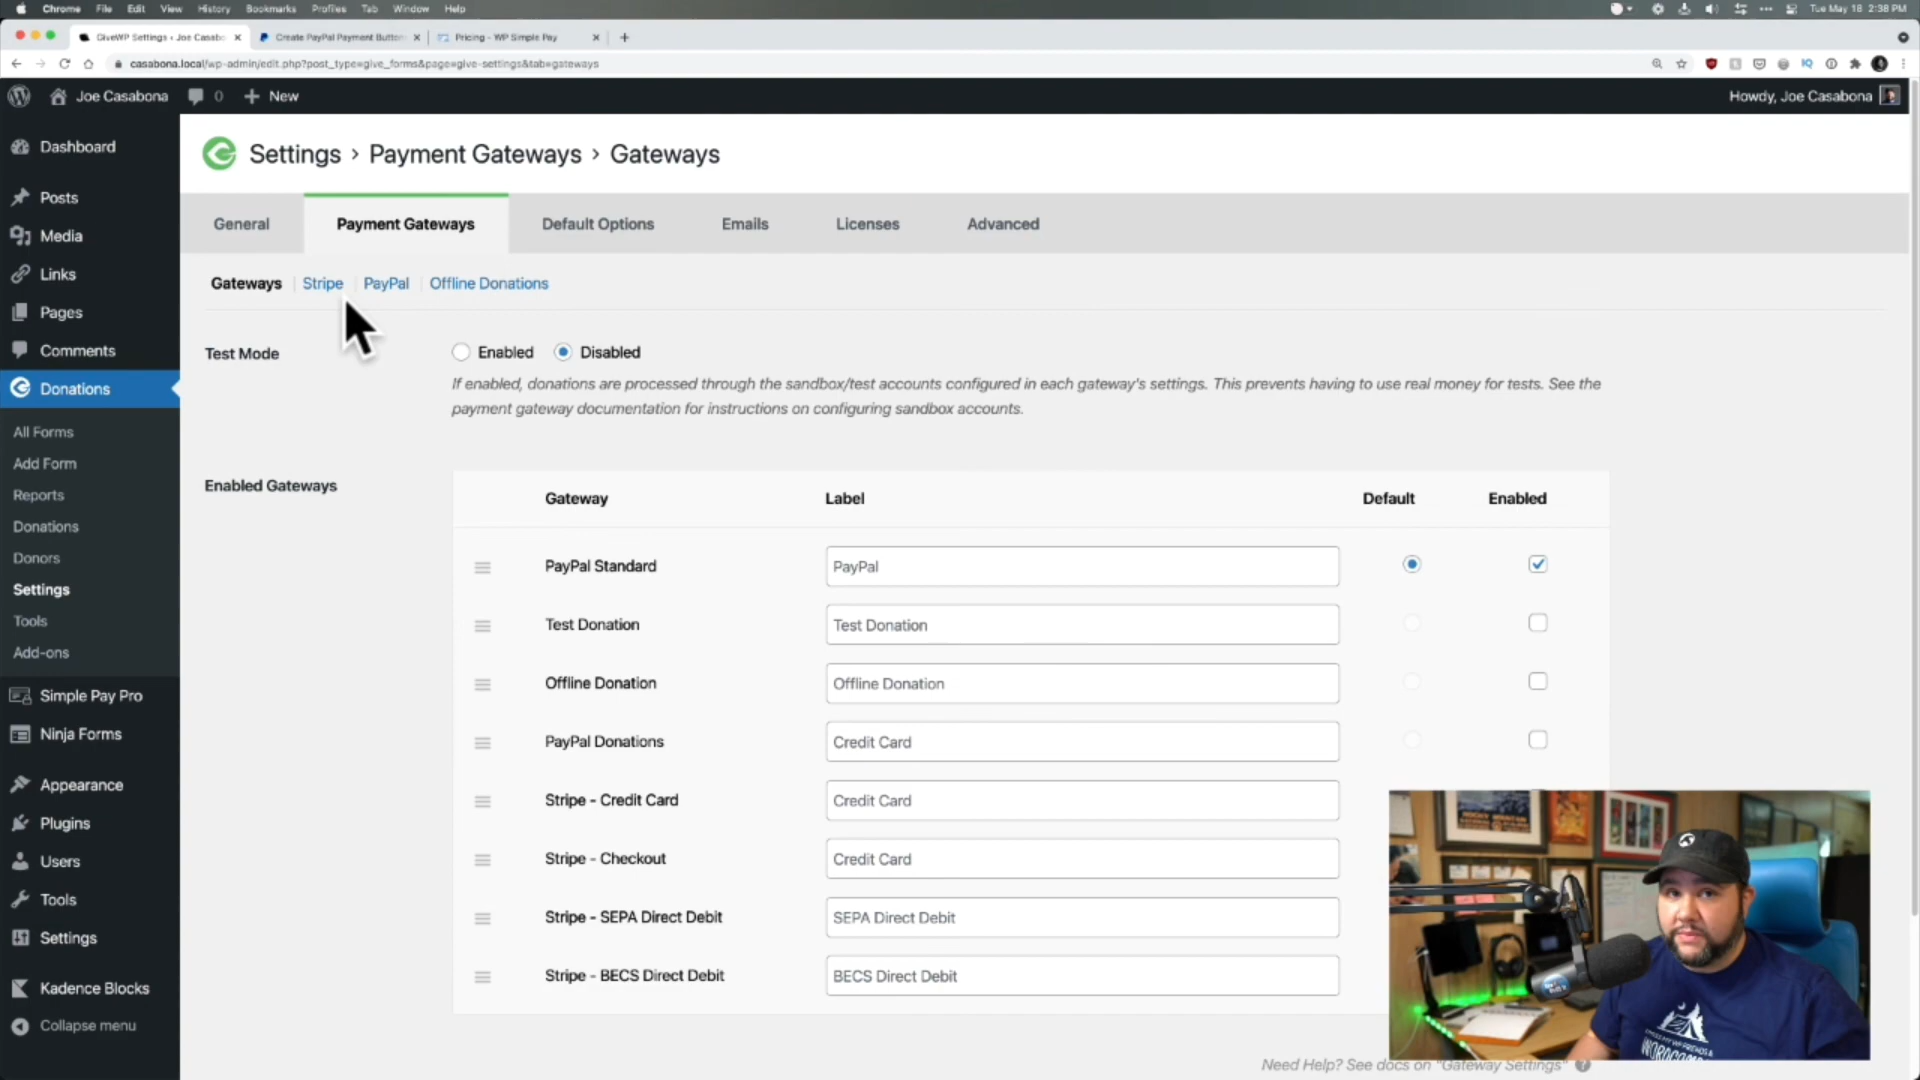 Chrome File Edit View History Bookmarks Profiles Tab Window Help
Tue May 18 2:38 PM
GiveWP Settings ‹ Joe Casabo
Create PayPal Payment Button
Pricing - WP Simple Pay
casabona.local/wp-admin/edit.php?post_type=give_forms&page=give-settings&tab=gateways
Joe Casabona 0 New
Howdy, Joe Casabona
Dashboard
Posts
Media
Links
Pages
Comments
Donations
All Forms
Add Form
Reports
Donations
Donors
Settings
Tools
Add-ons
Simple Pay Pro
Ninja Forms
Appearance
Plugins
Users
Tools
Settings
Kadence Blocks
Collapse menu
Settings › Payment Gateways › Gateways
General Payment Gateways Default Options Emails Licenses Advanced
Gateways | Stripe | PayPal | Offline Donations
Test Mode
Enabled Disabled
If enabled, donations are processed through the sandbox/test accounts configured in each gateway's settings. This prevents having to use real money for tests. See the
payment gateway documentation for instructions on configuring sandbox accounts.
Enabled Gateways
Gateway Label Default Enabled
PayPal Standard PayPal
Test Donation Test Donation
Offline Donation Offline Donation
PayPal Donations Credit Card
Stripe - Credit Card Credit Card
Stripe - Checkout Credit Card
Stripe - SEPA Direct Debit SEPA Direct Debit
Stripe - BECS Direct Debit BECS Direct Debit
Need Help? See docs on "Gateway Settings"